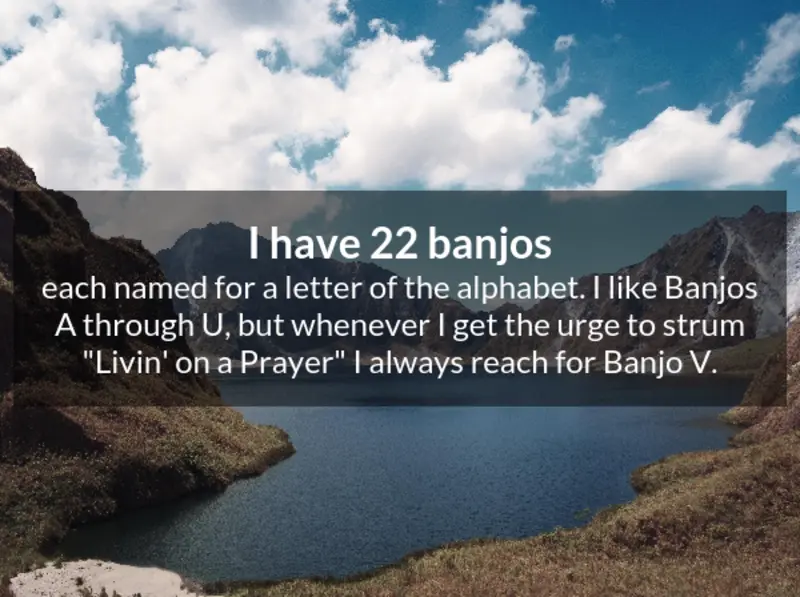 I have 22 banjos
each named for a letter of the alphabet. I like Banjos
A through U, but whenever I get the urge to strum
"Livin' on a Prayer" I always reach for Banjo V.